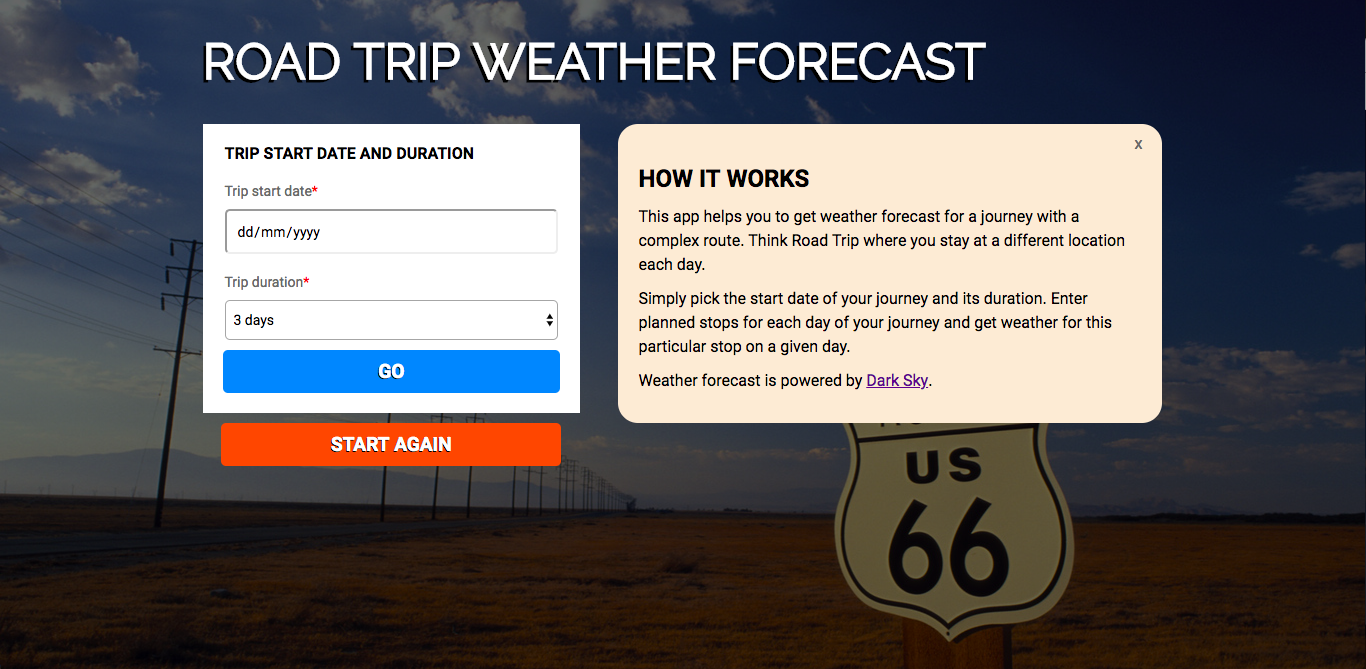 ROAD TRIP WEATHER FORECAST
TRIP START DATE AND DURATION
Trip start date*
dd/mm/yyyy
Trip duration*
3 days
GO
START AGAIN
x
HOW IT WORKS
This app helps you to get weather forecast for a journey with a
complex route. Think Road Trip where you stay at a different location
each day.
Simply pick the start date of your journey and its duration. Enter
planned stops for each day of your journey and get weather for this
particular stop on a given day.
Weather forecast is powered by Dark Sky.
US
66